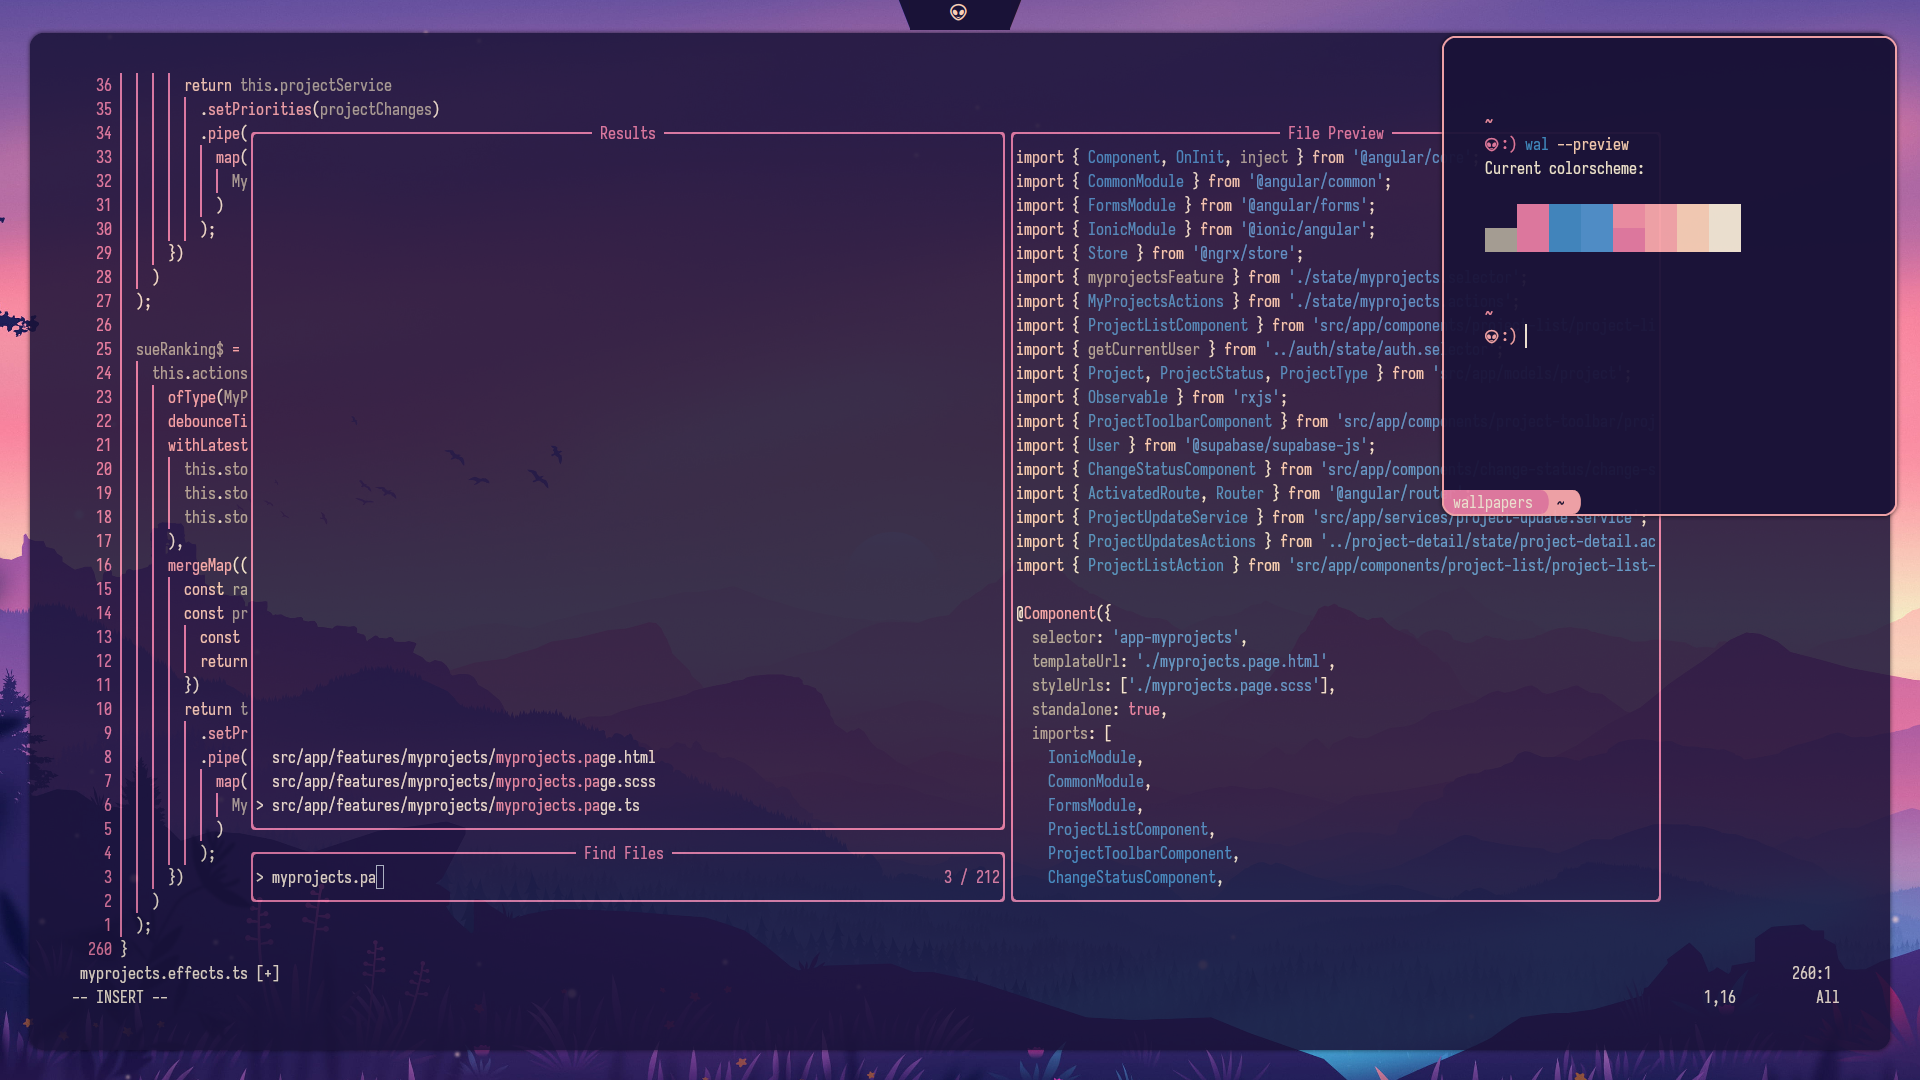 36 return this.projectService
35 .setPriorities(projectChanges)
34 .pipe(
33 map(
32 My
31 )
30 );
29 })
28 )
27 );
26
25 sueRanking$ =
24 this.actions
23 ofType(MyP
22 debounceTi
21 withLatest
20 this.sto
19 this.sto
18 this.sto
17 ),
16 mergeMap((
15 const ra
14 const pr
13 const
12 return
11 })
10 return t
9 .setPr
8 .pipe(
7 map(
6 My
5 )
4 );
3 })
2 )
1 );
260 }
myprojects.effects.ts [+]
-- INSERT --
Results
src/app/features/myprojects/myprojects.page.html
src/app/features/myprojects/myprojects.page.scss
> src/app/features/myprojects/myprojects.page.ts
Find Files
> myprojects.pa
3 / 212
File Preview
import { Component, OnInit, inject } from '@angular/c
import { CommonModule } from '@angular/common';
import { FormsModule } from '@angular/forms';
import { IonicModule } from '@ionic/angular';
import { Store } from '@ngrx/store';
import { myprojectsFeature } from './state/myprojects
import { MyProjectsActions } from './state/myprojects
import { ProjectListComponent } from 'src/app/compon
import { getCurrentUser } from '../auth/state/auth.se
import { Project, ProjectStatus, ProjectType } from '
import { Observable } from 'rxjs';
import { ProjectToolbarComponent } from 'src/app/comp
import { User } from '@supabase/supabase-js';
import { ChangeStatusComponent } from 'src/app/compon
import { ActivatedRoute, Router } from '@angular/rout
import { ProjectUpdateService } from 'src/app/services/project-update.service';
import { ProjectUpdatesActions } from '../project-detail/state/project-detail.ac
import { ProjectListAction } from 'src/app/components/project-list/project-list-
@Component({
selector: 'app-myprojects',
templateUrl: './myprojects.page.html',
styleUrls: ['./myprojects.page.scss'],
standalone: true,
imports: [
IonicModule,
CommonModule,
FormsModule,
ProjectListComponent,
ProjectToolbarComponent,
ChangeStatusComponent,
~
:) wal --preview
Current colorscheme:
~
:)
wallpapers ~
260:1
1,16 All